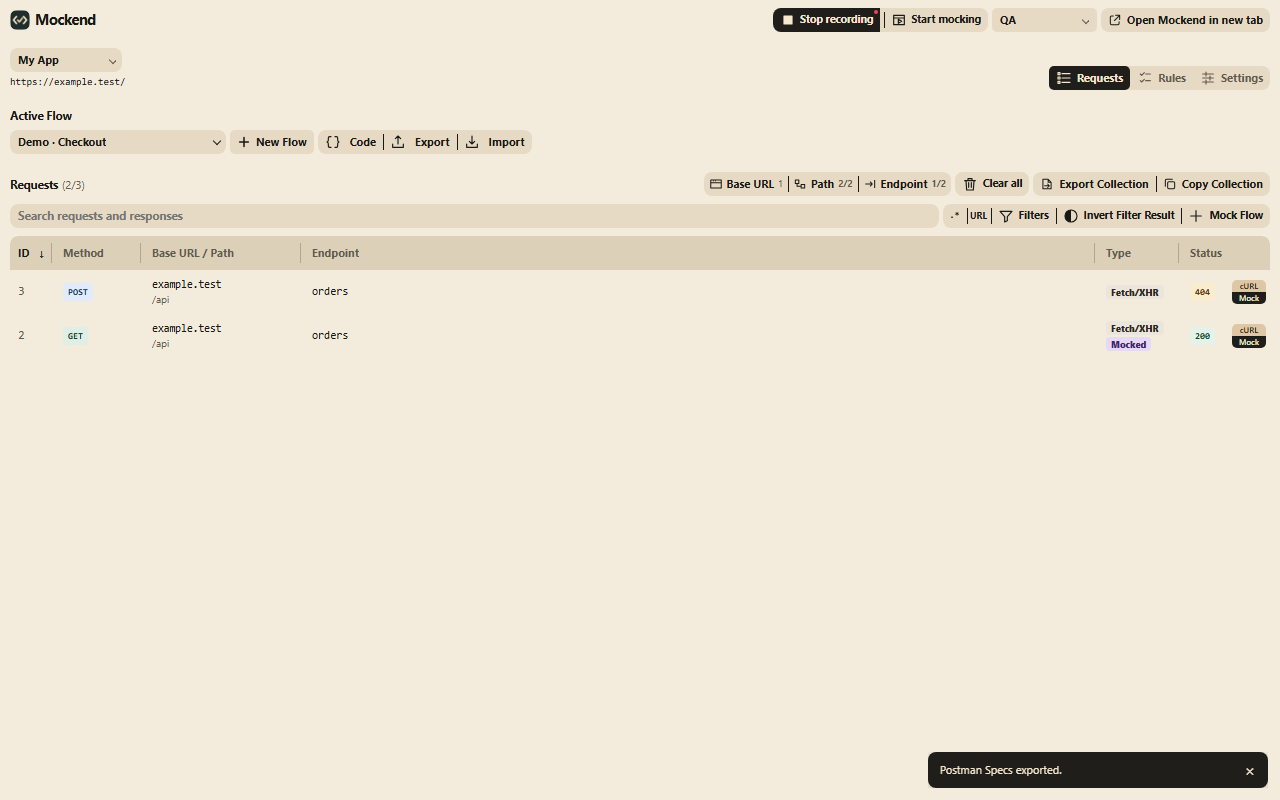 Mockend
Stop recording
Start mocking
QA
Open Mockend in new tab
My App
https://example.test/
Requests
Rules
Settings
Active Flow
Demo · Checkout
New Flow
{} Code
Export
Import
Requests (2/3)
Base URL 1
Path 2/2
Endpoint 1/2
Clear all
Export Collection
Copy Collection
Search requests and responses
.*
URL
Filters
Invert Filter Result
Mock Flow
ID ↓ Method Base URL / Path Endpoint Type Status
3 POST example.test orders Fetch/XHR 404 cURL
/api Mock
2 GET example.test orders Fetch/XHR 200 cURL
/api Mocked Mock
Postman Specs exported.